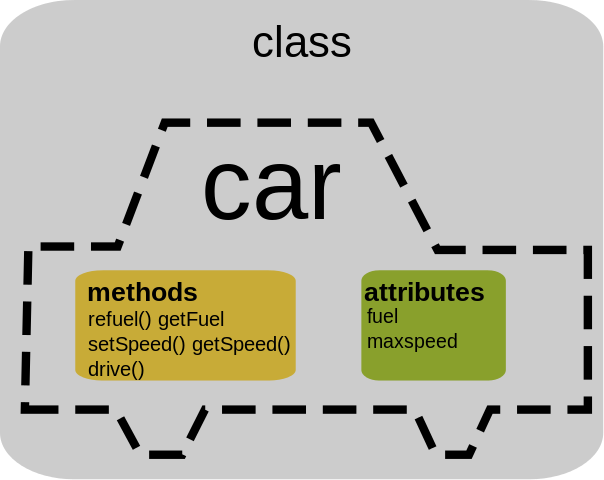 class
car
methods
refuel() getFuel
setSpeed() getSpeed()
drive()
attributes
fuel
maxspeed